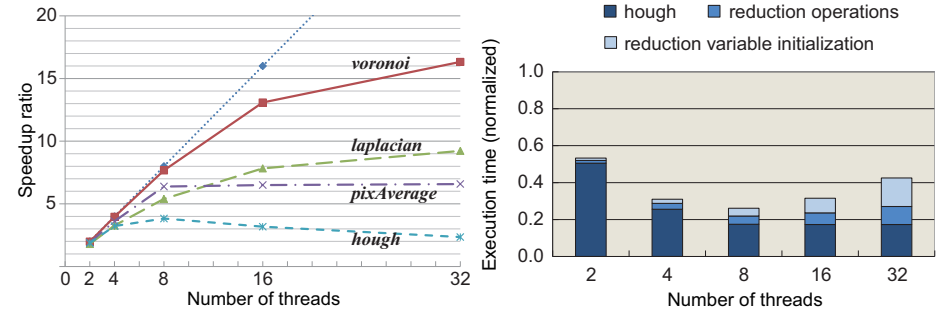 20
15
10
5
Speedup ratio
voronoi
laplacian
pixAverage
hough
0 2 4 8 16 32
Number of threads
hough
reduction operations
reduction variable initialization
1.0
0.8
0.6
0.4
0.2
0.0
Execution time (normalized)
2 4 8 16 32
Number of threads